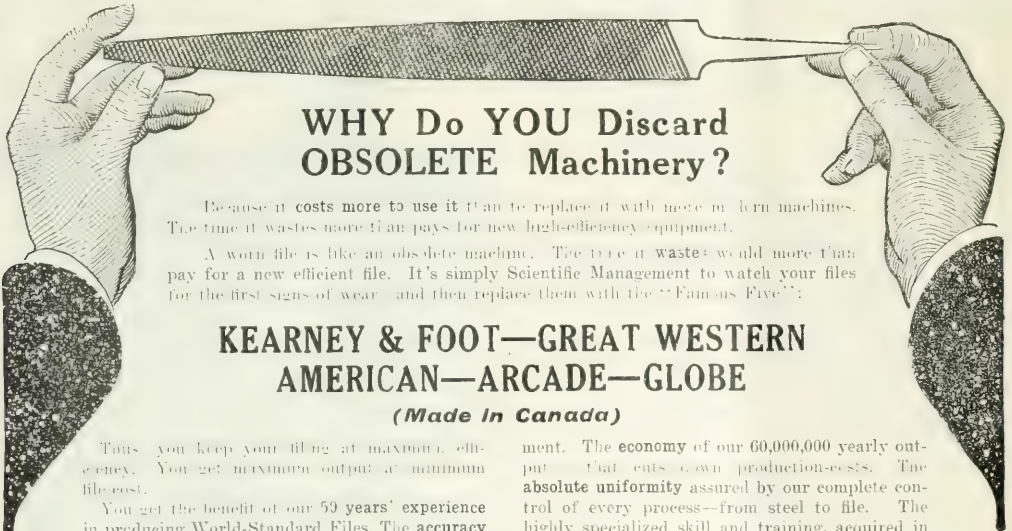 WHY Do YOU Discard
OBSOLETE Machinery?
Because it costs more to use it than to replace it with more modern machines.
The time it wastes more than pays for new high-efficiency equipment.
A worn file is like an obsolete machine. The time it wastes would more than
pay for a new efficient file. It's simply Scientific Management to watch your files
for the first signs of wear and then replace them with the "Famous Five":
KEARNEY & FOOT—GREAT WESTERN
AMERICAN—ARCADE—GLOBE
(Made in Canada)
Thus you keep your filing at maximum effi-
ciency. You get maximum output at minimum
file cost.
You get the benefit of our 50 years' experience
in producing World-Standard Files. The accuracy
ment. The economy of our 60,000,000 yearly out-
put that cuts down production-costs. The
absolute uniformity assured by our complete con-
trol of every process--from steel to file. The
highly specialized skill and training, acquired in